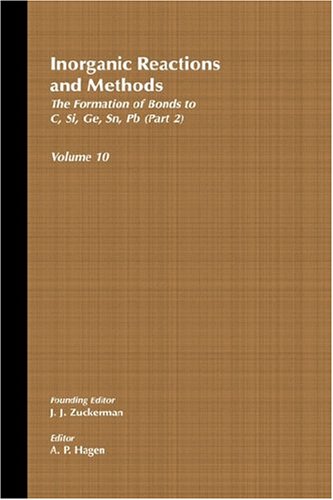 Inorganic Reactions
and Methods
The Formation of Bonds to
C, Si, Ge, Sn, Pb (Part 2)
Volume 10
Founding Editor
J. J. Zuckerman
Editor
A. P. Hagen